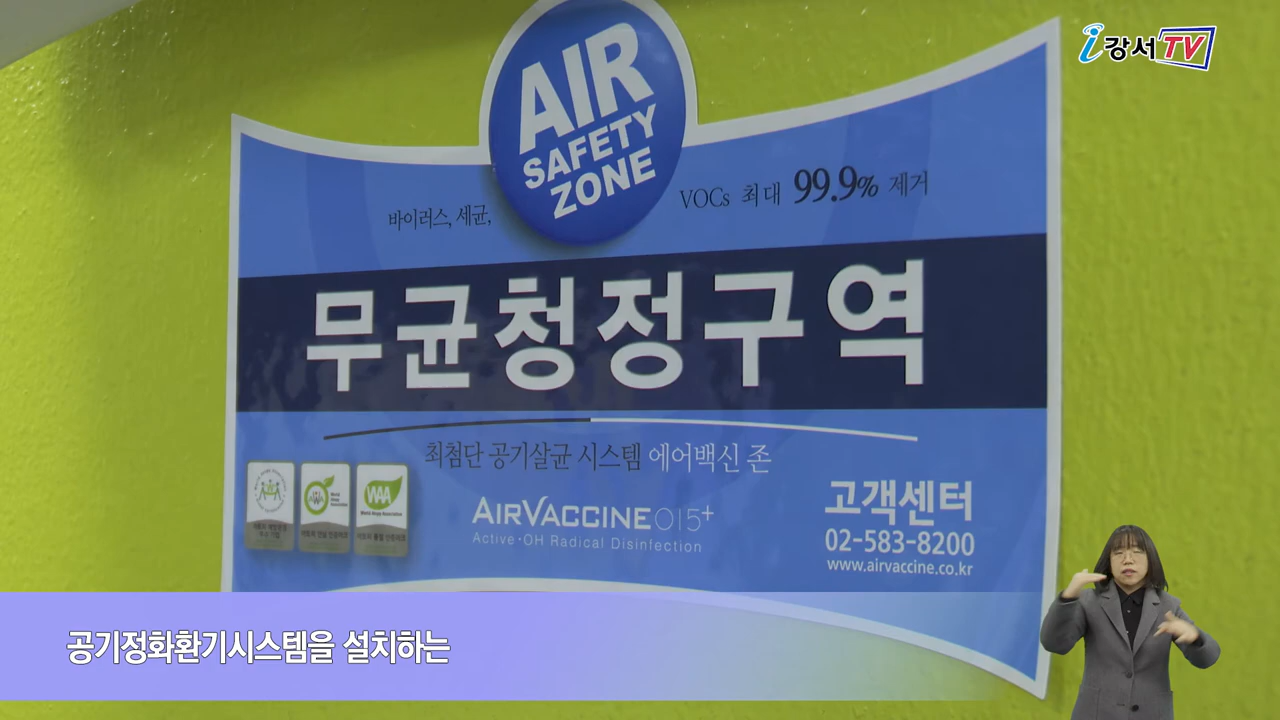 i강서TV
AIR
SAFETY
ZONE
바이러스, 세균,
VOCs 최대 99.9% 제거
무균청정구역
최첨단 공기살균 시스템 에어백신 존
WAA
AIRVACCINE 015+
Active·OH Radical Disinfection
고객센터
02-583-8200
www.airvaccine.co.kr
공기정화환기시스템을 설치하는